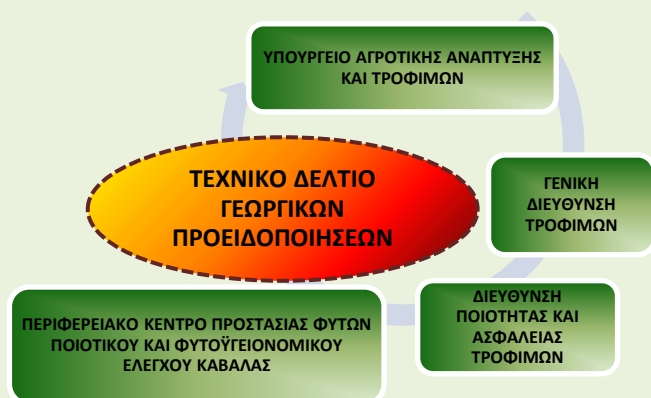 ΥΠΟΥΡΓΕΙΟ ΑΓΡΟΤΙΚΗΣ ΑΝΑΠΤΥΞΗΣ
ΚΑΙ ΤΡΟΦΙΜΩΝ
ΤΕΧΝΙΚΟ ΔΕΛΤΙΟ
ΓΕΩΡΓΙΚΩΝ
ΠΡΟΕΙΔΟΠΟΙΗΣΕΩΝ
ΓΕΝΙΚΗ
ΔΙΕΥΘΥΝΣΗ
ΤΡΟΦΙΜΩΝ
ΔΙΕΥΘΥΝΣΗ
ΠΟΙΟΤΗΤΑΣ ΚΑΙ
ΑΣΦΑΛΕΙΑΣ
ΤΡΟΦΙΜΩΝ
ΠΕΡΙΦΕΡΕΙΑΚΟ ΚΕΝΤΡΟ ΠΡΟΣΤΑΣΙΑΣ ΦΥΤΩΝ
ΠΟΙΟΤΙΚΟΥ ΚΑΙ ΦΥΤΟΫΓΕΙΟΝΟΜΙΚΟΥ
ΕΛΕΓΧΟΥ ΚΑΒΑΛΑΣ